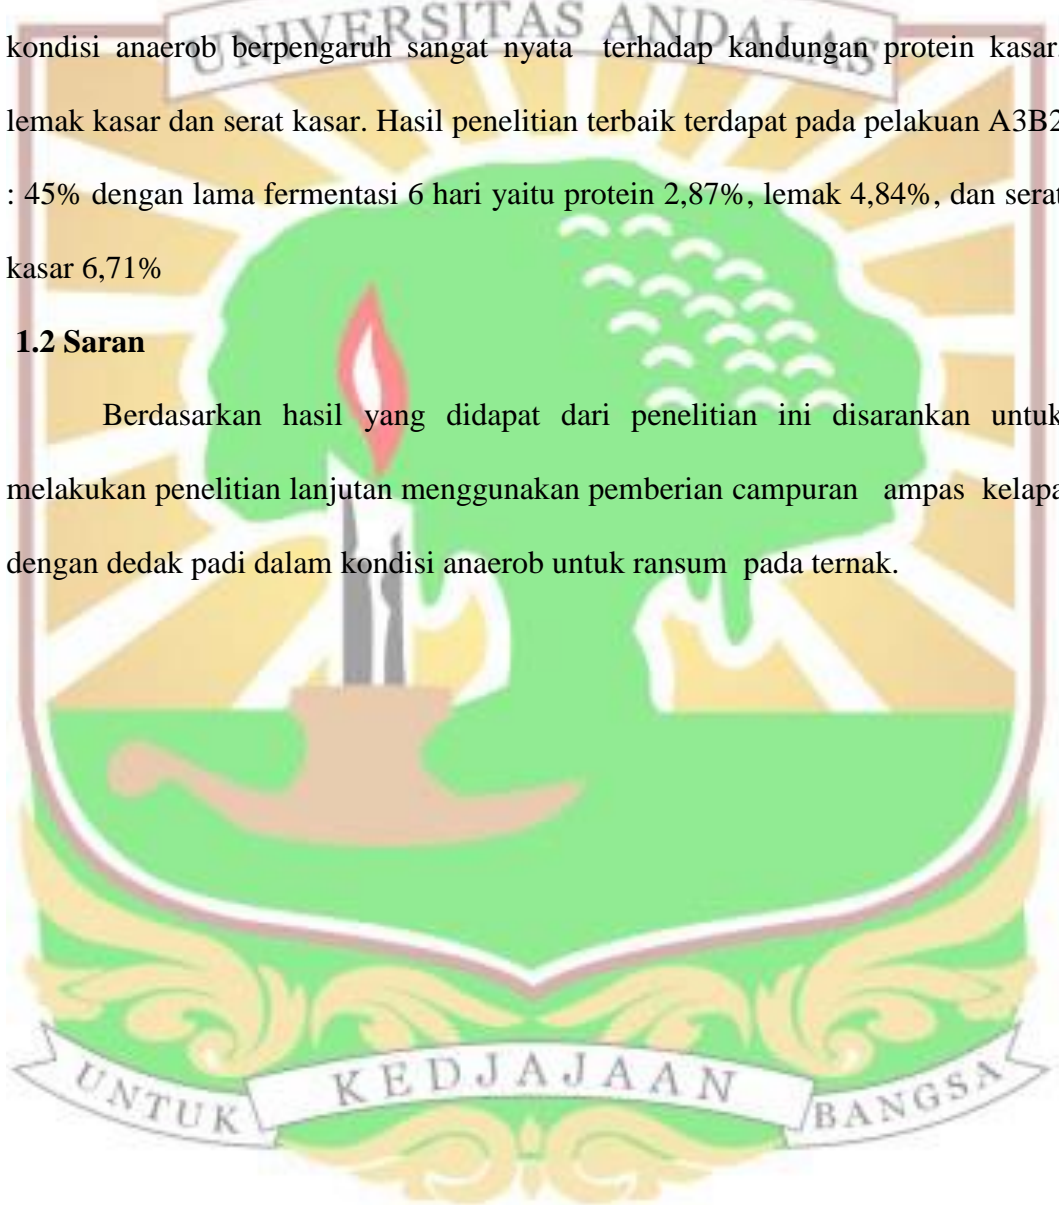 UNIVERSITAS ANDALAS
kondisi anaerob berpengaruh sangat nyata terhadap kandungan protein kasar,
lemak kasar dan serat kasar. Hasil penelitian terbaik terdapat pada pelakuan A3B2
: 45% dengan lama fermentasi 6 hari yaitu protein 2,87%, lemak 4,84%, dan serat
kasar 6,71%
1.2 Saran
Berdasarkan hasil yang didapat dari penelitian ini disarankan untuk
melakukan penelitian lanjutan menggunakan pemberian campuran ampas kelapa
dengan dedak padi dalam kondisi anaerob untuk ransum pada ternak.
UNTUK KEDJAJAAN BANGSA